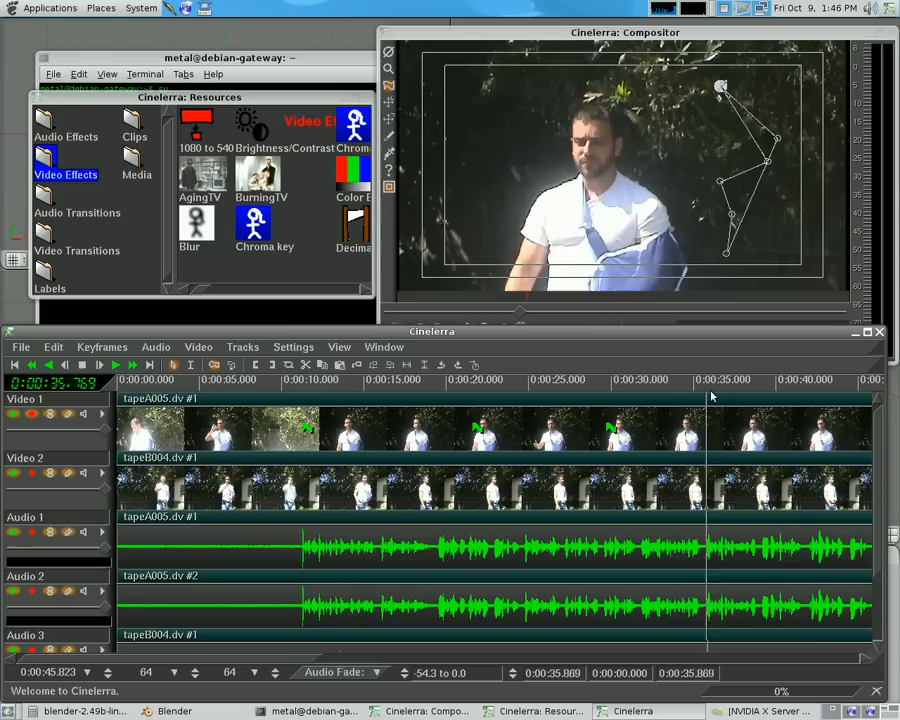 Applications Places System
Fri Oct 9, 1:46 PM
Cinelerra: Compositor
metal@debian-gateway: ~
File Edit View Terminal Tabs Help
Cinelerra: Resources
Audio Effects
Video Effects
Audio Transitions
Video Transitions
Labels
Clips
Media
Video Ef
1080 to 540 Brightness/Contrast Chrom
AgingTV BurningTV Color B
Blur Chroma key Decima
Cinelerra
File Edit Keyframes Audio Video Tracks Settings View Window
0:00:35.769
0:00:00.000 0:00:05.000 0:00:10.000 0:00:15.000 0:00:20.000 0:00:25.000 0:00:30.000 0:00:35.000 0:00:40.000 0:00:
Video 1
tapeA005.dv #1
Video 2
tapeB004.dv #1
Audio 1
tapeA005.dv #1
Audio 2
tapeA005.dv #2
Audio 3
tapeB004.dv #1
0:00:45.823 64 64 Audio Fade: -54.3 to 0.0 0:00:35.869 0:00:00.000 0:00:35.869
Welcome to Cinelerra.
0%
blender-2.49b-lin... Blender metal@debian-ga... Cinelerra: Compo... Cinelerra: Resour... Cinelerra [NVIDIA X Server ...